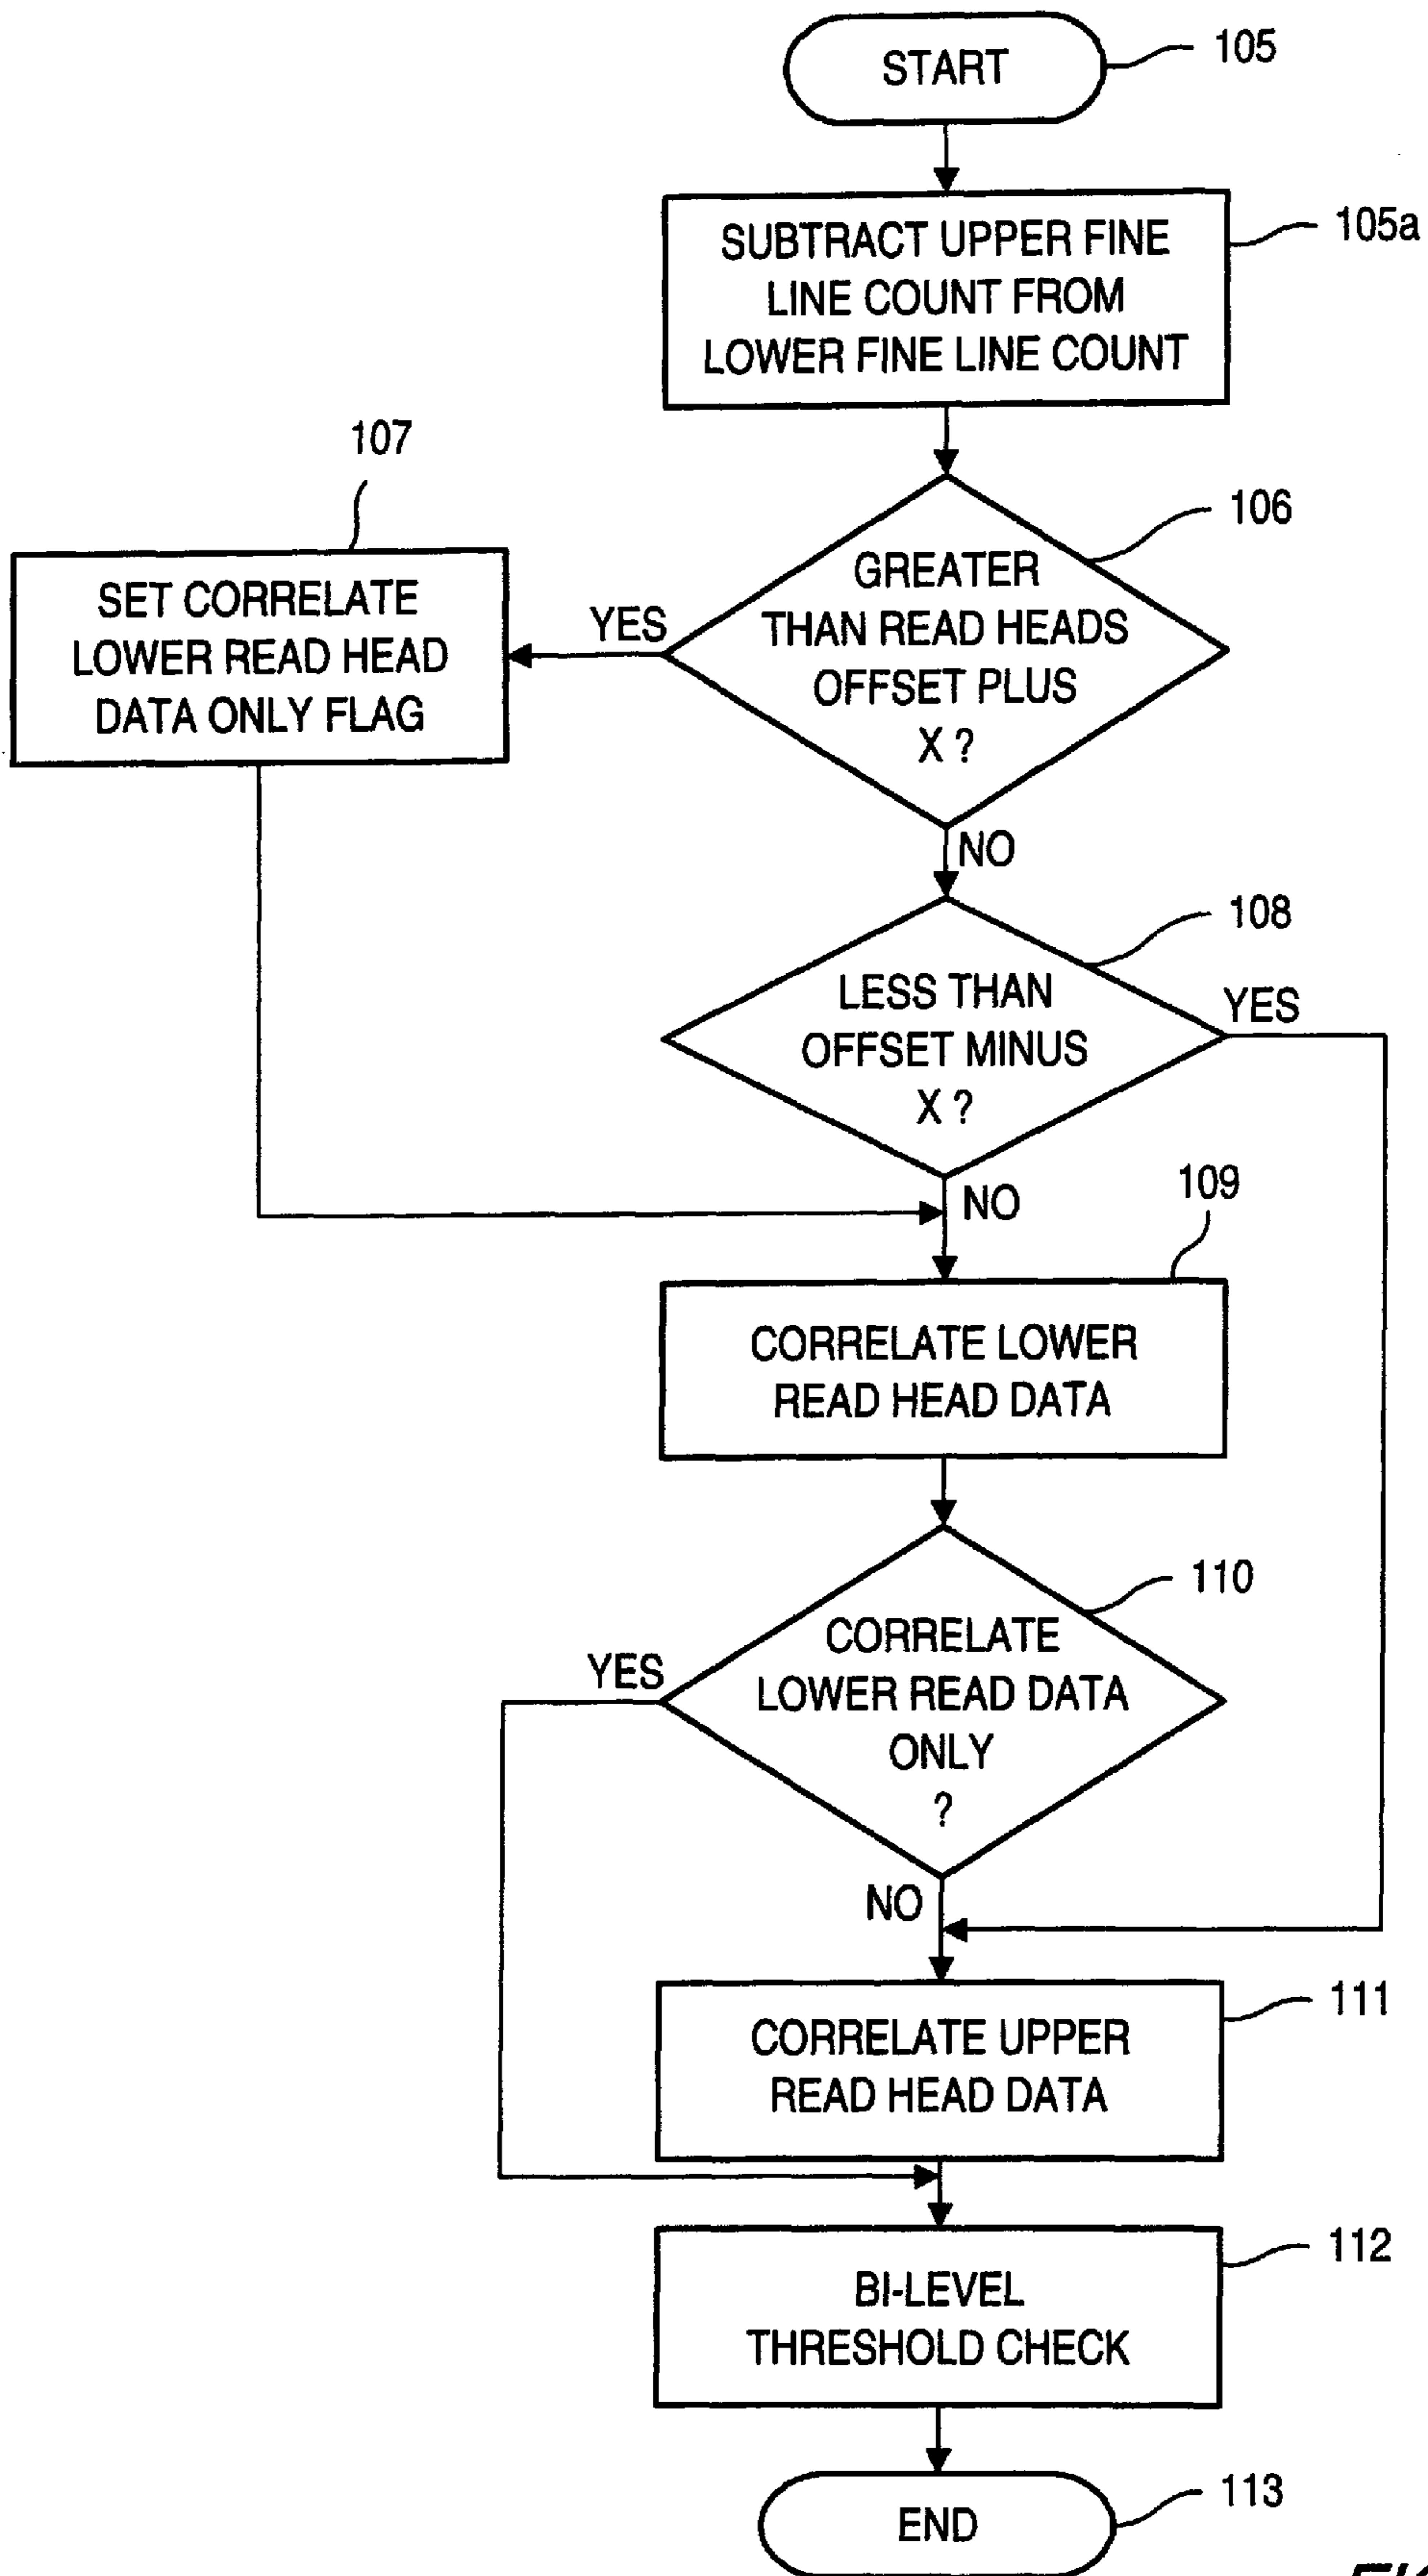 START
105
SUBTRACT UPPER FINE
LINE COUNT FROM
LOWER FINE LINE COUNT
105a
107
SET CORRELATE
LOWER READ HEAD
DATA ONLY FLAG
YES
GREATER
THAN READ HEADS
OFFSET PLUS
X ?
106
NO
LESS THAN
OFFSET MINUS
X ?
108
YES
NO
109
CORRELATE LOWER
READ HEAD DATA
110
YES
CORRELATE
LOWER READ DATA
ONLY
?
NO
CORRELATE UPPER
READ HEAD DATA
111
BI-LEVEL
THRESHOLD CHECK
112
END
113